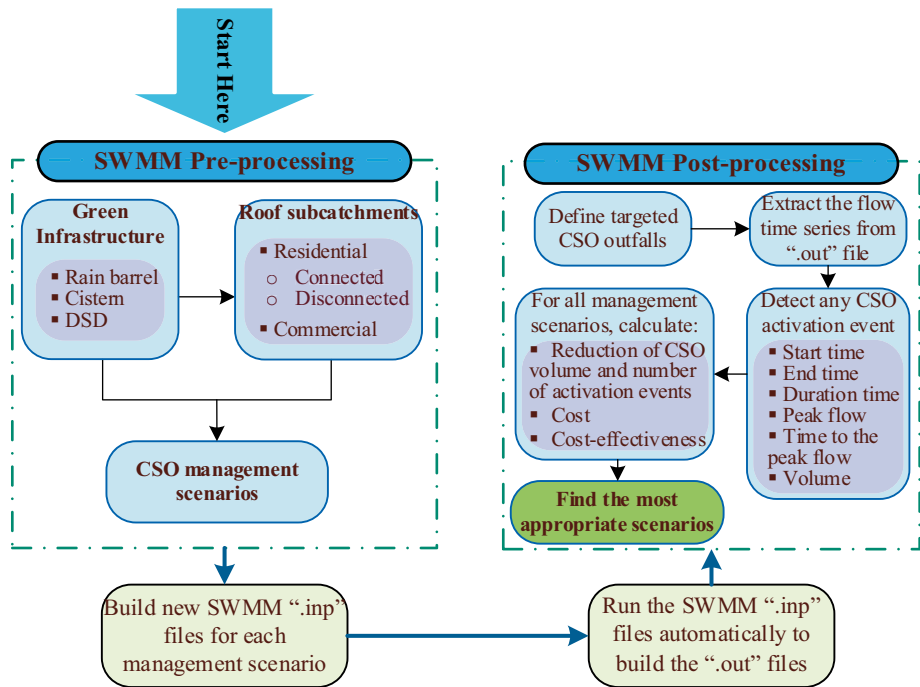 Start Here
SWMM Pre-processing
Green
Infrastructure
▪ Rain barrel
▪ Cistern
▪ DSD
Roof subcatchments
▪ Residential
○ Connected
○ Disconnected
▪ Commercial
CSO management
scenarios
Build new SWMM “.inp”
files for each
management scenario
Run the SWMM “.inp”
files automatically to
build the “.out” files
SWMM Post-processing
Define targeted
CSO outfalls
Extract the flow
time series from
“.out” file
Detect any CSO
activation event
▪ Start time
▪ End time
▪ Duration time
▪ Peak flow
▪ Time to the
peak flow
▪ Volume
For all management
scenarios, calculate:
▪ Reduction of CSO
volume and number
of activation events
▪ Cost
▪ Cost-effectiveness
Find the most
appropriate scenarios